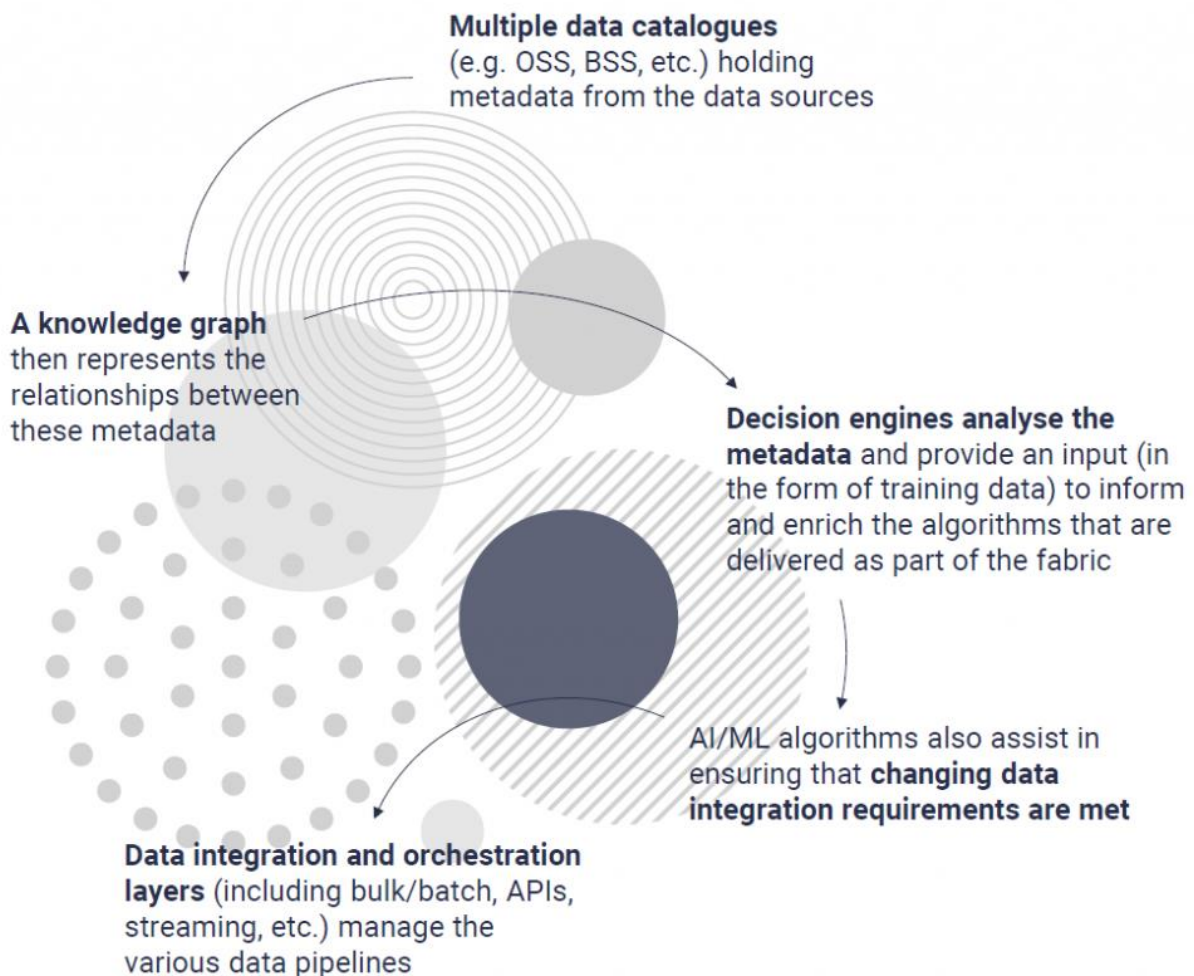 Multiple data catalogues
(e.g. OSS, BSS, etc.) holding
metadata from the data sources
A knowledge graph
then represents the
relationships between
these metadata
Decision engines analyse the
metadata and provide an input (in
the form of training data) to inform
and enrich the algorithms that are
delivered as part of the fabric
AI/ML algorithms also assist in
ensuring that changing data
integration requirements are met
Data integration and orchestration
layers (including bulk/batch, APIs,
streaming, etc.) manage the
various data pipelines